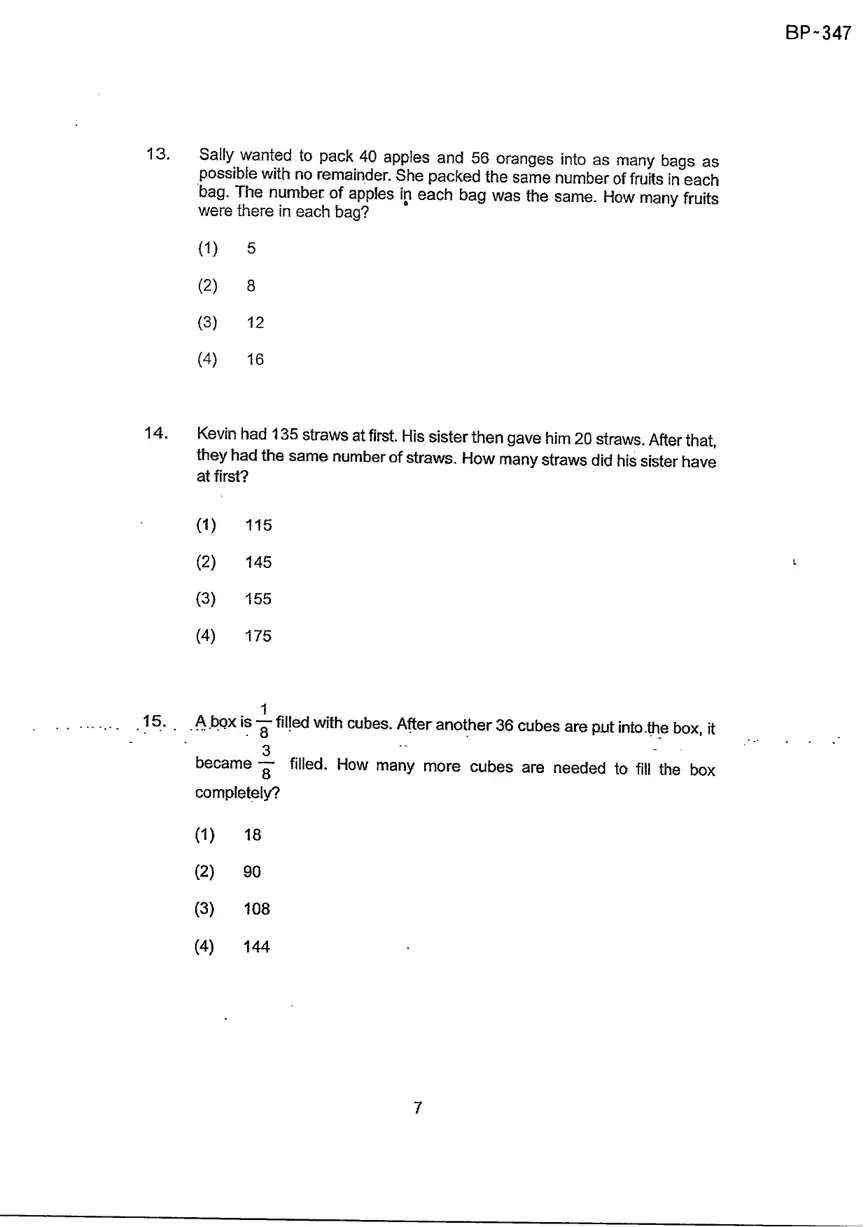 BP-347
13. Sally wanted to pack 40 apples and 56 oranges into as many bags as
possible with no remainder. She packed the same number of fruits in each
bag. The number of apples in each bag was the same. How many fruits
were there in each bag?
(1) 5
(2) 8
(3) 12
(4) 16
14. Kevin had 135 straws at first. His sister then gave him 20 straws. After that,
they had the same number of straws. How many straws did his sister have
at first?
(1) 115
(2) 145
(3) 155
(4) 175
15. A box is 1/8 filled with cubes. After another 36 cubes are put into the box, it
became 3/8 filled. How many more cubes are needed to fill the box
completely?
(1) 18
(2) 90
(3) 108
(4) 144
7